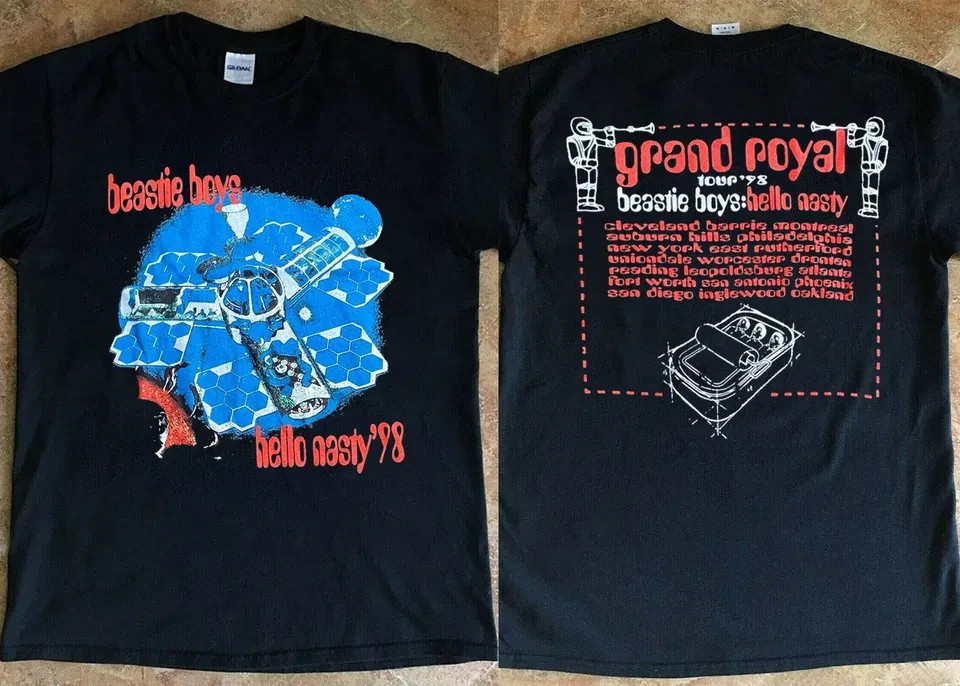 GILDAN
beastie boys
hello nasty'98
grand royal
tour '98
beastie boys:hello nasty
cleveland barrie montreal
auburn hills philadelphia
new york east rutherford
uniondale worcester dronten
reading leopoldsburg atlanta
fort worth san antonio phoenix
san diego inglewood oakland